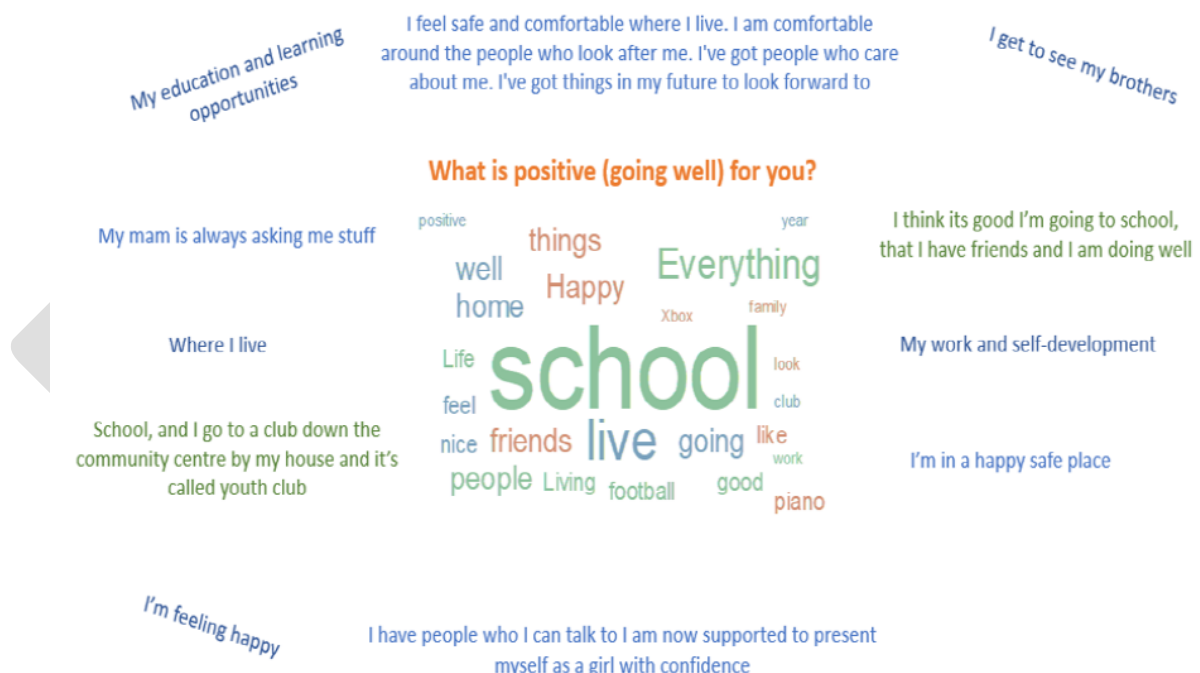 My education and learning
opportunities
I feel safe and comfortable where I live. I am comfortable
around the people who look after me. I've got people who care
about me. I've got things in my future to look forward to
I get to see my brothers
What is positive (going well) for you?
My mam is always asking me stuff
I think its good I'm going to school,
that I have friends and I am doing well
positive
year
things
well
Everything
Happy
home
Xbox
family
Where I live
My work and self-development
Life
school
look
feel
club
School, and I go to a club down the
community centre by my house and it's
called youth club
nice
friends
live
going
like
work
I'm in a happy safe place
people
Living
football
good
piano
I'm feeling happy
I have people who I can talk to I am now supported to present
myself as a girl with confidence